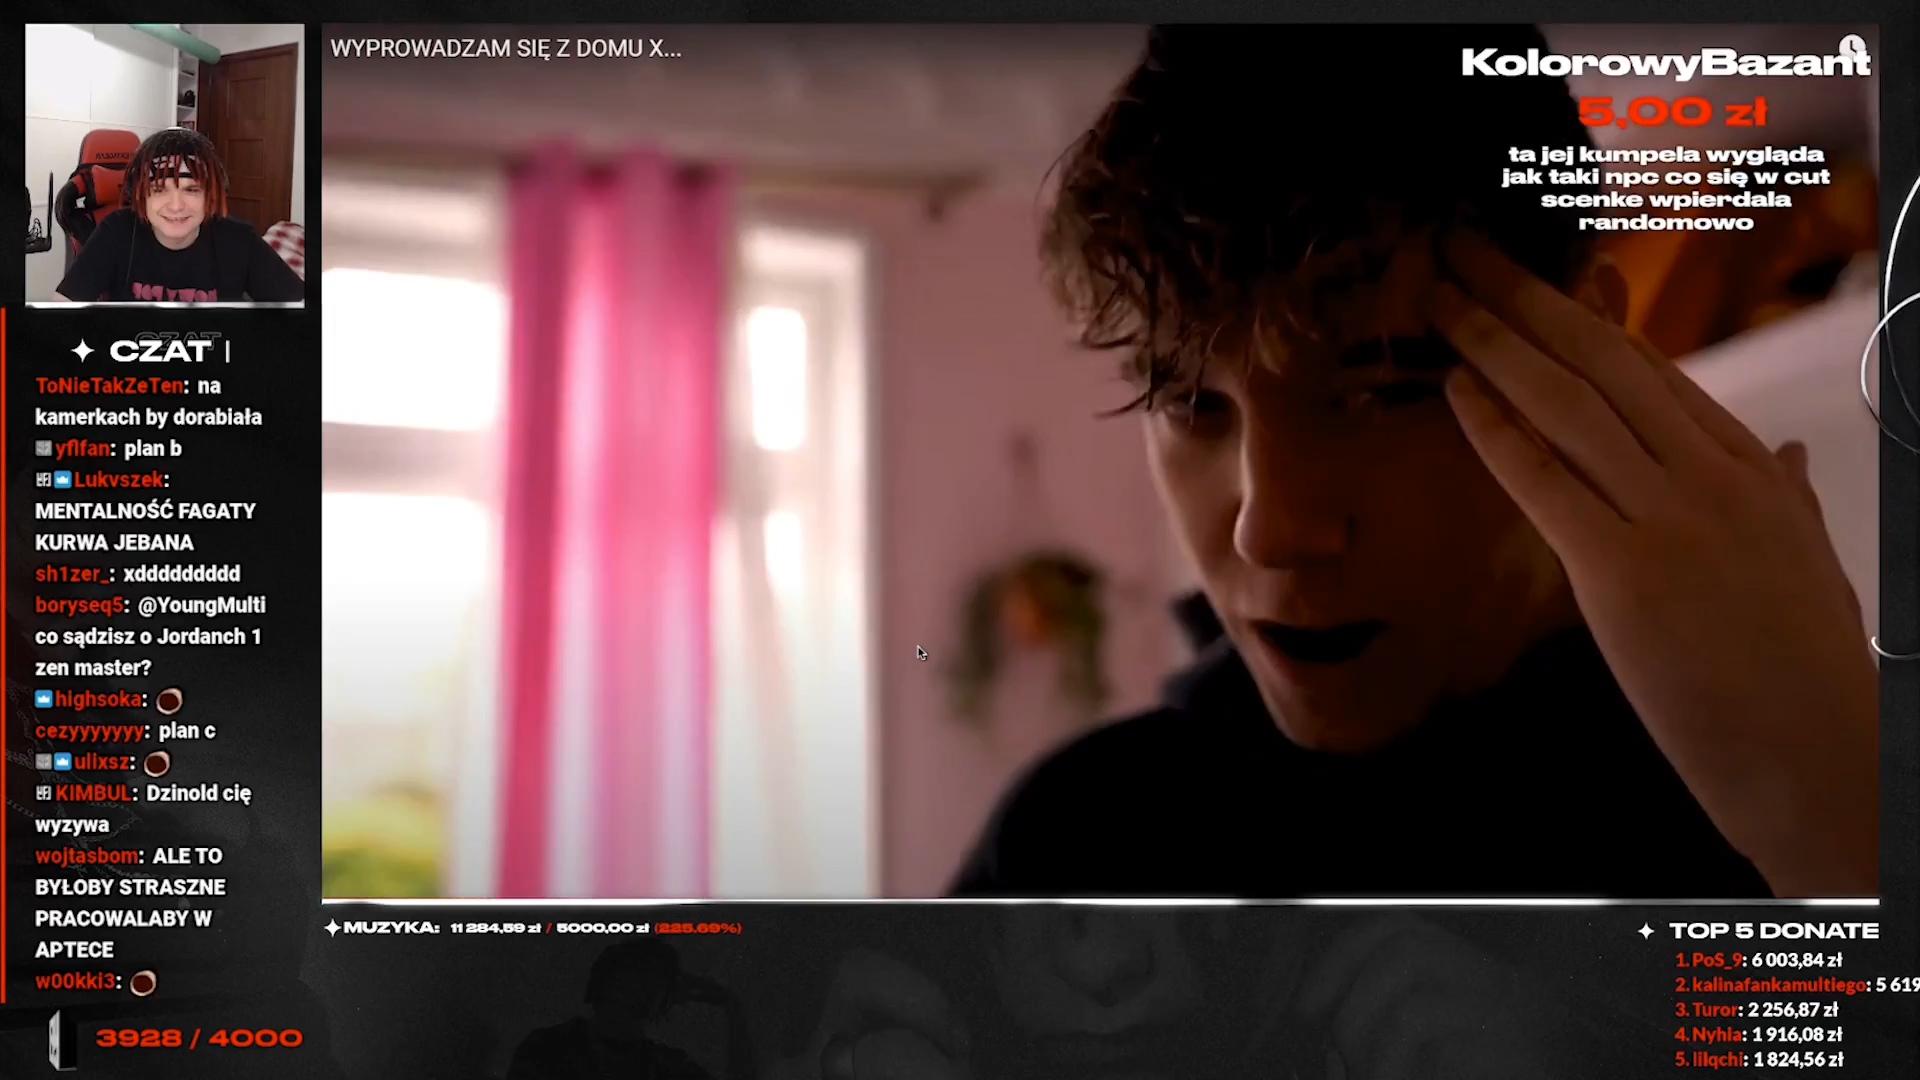 WYPROWADZAM SIĘ Z DOMU X...
KolorowyBazant
5,00 zł
ta jej kumpela wygląda
jak taki npc co się w cut
scenke wpierdala
randomowo
CZAT |
ToNieTakZeTen: na
kamerkach by dorabiała
yflfan: plan b
Lukvszek:
MENTALNOŚĆ FAGATY
KURWA JEBANA
sh1zer_: xdddddddd
boryseq5: @YoungMulti
co sądzisz o Jordanch 1
zen master?
highsoka:
cezyyyyyyy: plan c
ulixsz:
KIMBUL: Dzinold cię
wyzywa
wojtasbom: ALE TO
BYŁOBY STRASZNE
PRACOWALABY W
APTECE
w00kki3:
3928 / 4000
MUZYKA: 11 284,59 zł / 5000,00 zł (225.69%)
TOP 5 DONATE
1. PoS_9: 6 003,84 zł
2. kalinafankamultiego: 5 619
3. Turor: 2 256,87 zł
4. Nyhla: 1 916,08 zł
5. lilqchi: 1 824,56 zł